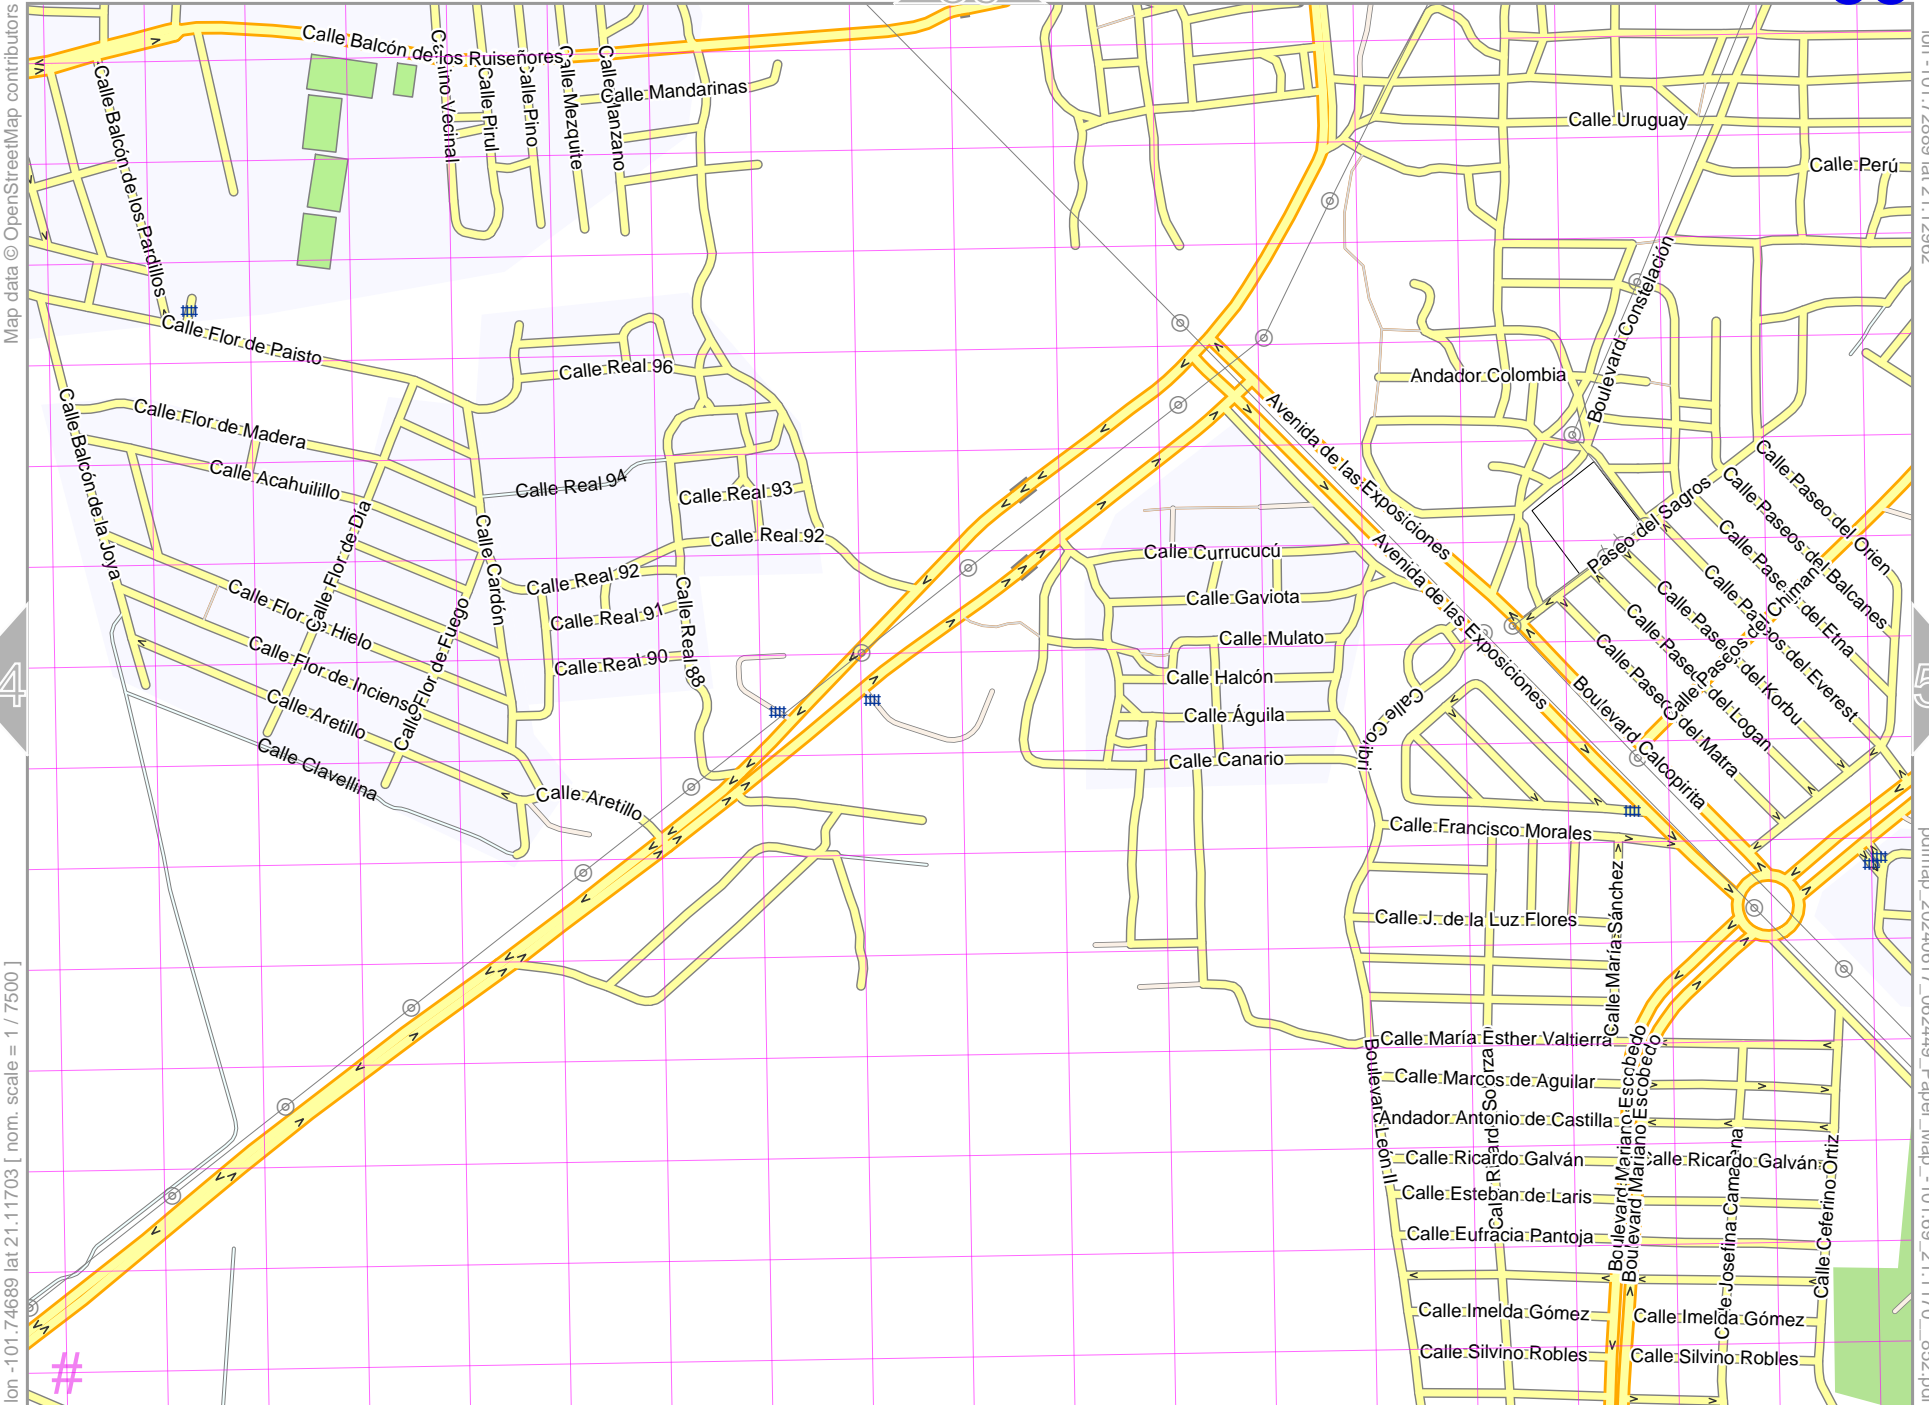 Map data © OpenStreetMap contributors
lon -101.74689 lat 21.11703 [ nom. scale = 1 / 7500 ]
4
5
#
Calle Balcón de los Ruiseñores
Camino Vecinal
Calle Pirul
Calle Pino
Calle Mezquite
Calle Manzano
Calle Mandarinas
Calle Balcón de los Pardillos
Calle Uruguay
Calle Perú
Boulevard Constelación
Calle Flor de Paisto
Calle Real 96
Andador Colombia
Calle Balcón de la Joya
Calle Flor de Madera
Calle Acahuilillo
Calle Real 94
Calle Real 93
Calle Real 92
Calle Cardón
Calle Flor de Día
Calle Real 92
Calle Real 91
Calle Real 90
Calle Real 88
Calle Flor de Hielo
Calle Flor de Fuego
Calle Flor de Incienso
Calle Aretillo
Calle Clavellina
Calle Aretillo
Avenida de las Exposiciones
Avenida de las Exposiciones
Calle Currucucú
Calle Gaviota
Calle Mulato
Calle Halcón
Calle Águila
Calle Canario
Calle Colibrí
Paseo del Sagros
Calle Paseo del Orien
Calle Paseos del Balcanes
Calle Paseo del Etna
Calle Paseos del Everest
Calle Paseo del Korbu
Calle Paseo del Logan
Calle Paseo del Matra
Boulevard Calcopirita
Calle Francisco Morales
Calle J. de la Luz Flores
Calle María Sánchez
Calle María Esther Valtierra
Calle Marcos de Aguilar
Andador Antonio de Castilla
Calle Ricardo Galván
Calle Ricardo Galván
Calle Esteban de Laris
Calle Eufracia Pantoja
Calle Imelda Gómez
Calle Imelda Gómez
Calle Silvino Robles
Calle Silvino Robles
Boulevard León II
Boulevard Mariano Escobedo
Boulevard Mariano Escobedo
Calle Josefina Camarena
Calle Ceferino Ortiz